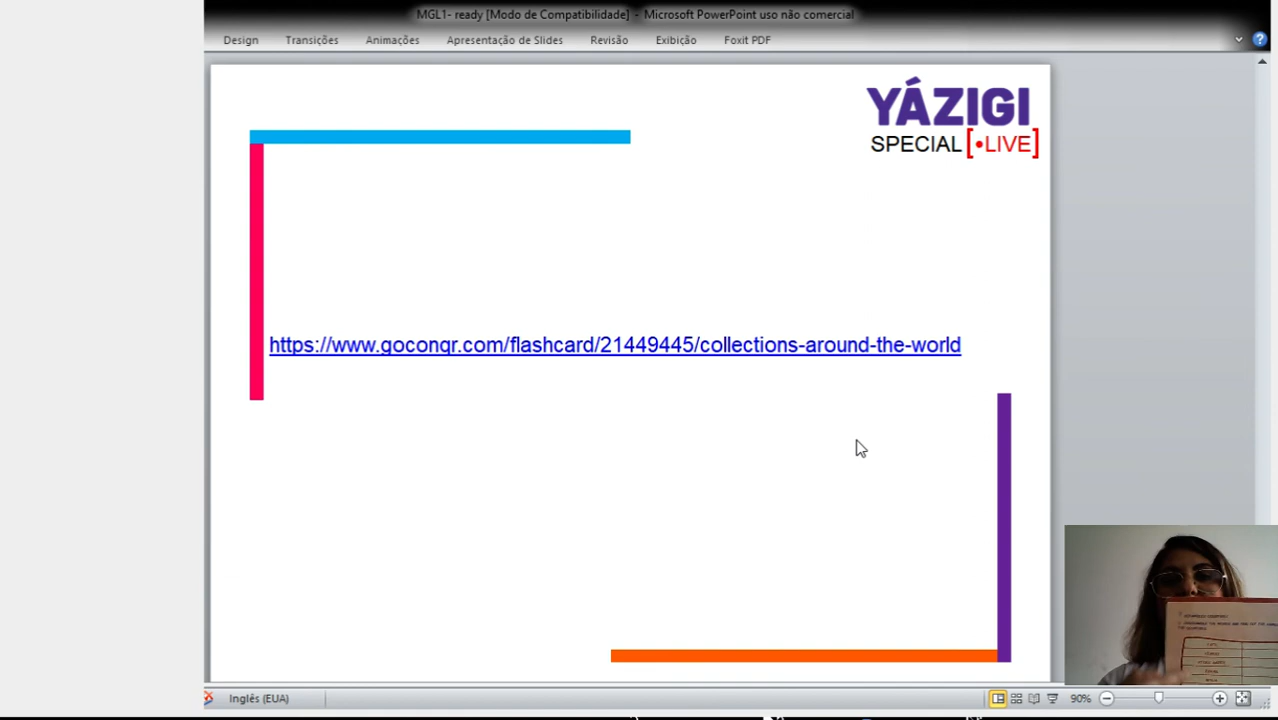 MGL1- ready [Modo de Compatibilidade] - Microsoft PowerPoint uso não comercial
Design Transições Animações Apresentação de Slides Revisão Exibição Foxit PDF
YÁZIGI
SPECIAL [•LIVE]
https://www.goconqr.com/flashcard/21449445/collections-around-the-world
Inglês (EUA) 90%